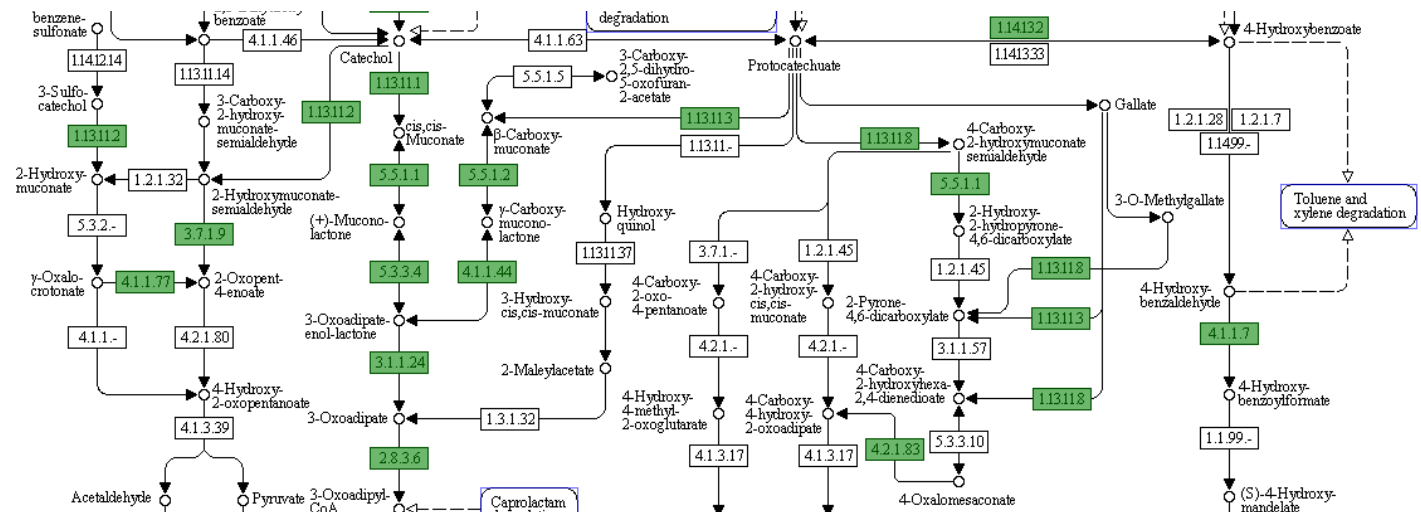 benzene-
sulfonate
benzoate
degradation
1.14.13.2
4-Hydroxybenzoate
4.1.1.46
4.1.1.63
1.14.13.33
Catechol
Protocatechuate
1.14.12.14
1.13.11.14
1.13.11.1
5.5.1.5
3-Carboxy-
2,5-dihydro-
5-oxofuran-
2-acetate
3-Sulfo-
catechol
3-Carboxy-
2-hydroxy-
muconate-
semialdehyde
1.13.11.2
1.13.11.3
Gallate
1.2.1.28
1.2.1.7
1.13.11.2
cis,cis-
Muconate
β-Carboxy-
muconate
1.13.11.-
1.13.11.8
4-Carboxy-
2-hydroxymuconate
semialdehyde
1.14.99.-
2-Hydroxy-
muconate
1.2.1.32
2-Hydroxymuconate-
semialdehyde
5.5.1.1
5.5.1.2
5.5.1.1
Toluene and
xylene degradation
3-O-Methylgallate
5.3.2.-
3.7.1.9
(+)-Mucono-
lactone
γ-Carboxy-
mucono-
lactone
Hydroxy-
quinol
2-Hydroxy-
2-hydropyrone-
4,6-dicarboxylate
1.13.11.37
3.7.1.-
1.2.1.45
γ-Oxalo-
crotonate
4.1.1.77
2-Oxopent-
4-enoate
5.3.3.4
4.1.1.44
1.2.1.45
1.13.11.8
4-Carboxy-
2-oxo-
4-pentanoate
4-Carboxy-
2-hydroxy-
cis,cis-
muconate
4-Hydroxy-
benzaldehyde
3-Hydroxy-
cis,cis-muconate
2-Pyrone-
4,6-dicarboxylate
1.13.11.3
3-Oxoadipate-
enol-lactone
4.1.1.-
4.2.1.80
4.2.1.-
4.2.1.-
3.1.1.57
4.1.1.7
3.1.1.24
2-Maleylacetate
4-Carboxy-
2-hydroxyhexa-
2,4-dienedioate
1.13.11.8
4-Hydroxy-
2-oxopentanoate
4-Hydroxy-
4-methyl-
2-oxoglutarate
4-Carboxy-
4-hydroxy-
2-oxoadipate
4-Hydroxy-
benzoylformate
3-Oxoadipate
1.3.1.32
4.1.3.39
1.1.99.-
5.3.3.10
4.2.1.83
2.8.3.6
4.1.3.17
4.1.3.17
Acetaldehyde
Pyruvate
3-Oxoadipyl-
CoA
Caprolactam
4-Oxalomesaconate
(S)-4-Hydroxy-
mandelate